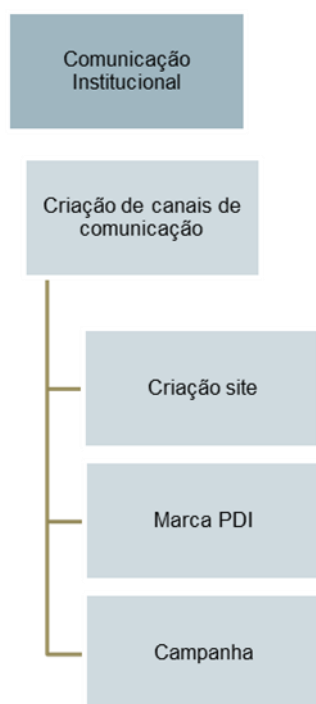 Comunicação
Institucional
Criação de canais de
comunicação
Criação site
Marca PDI
Campanha